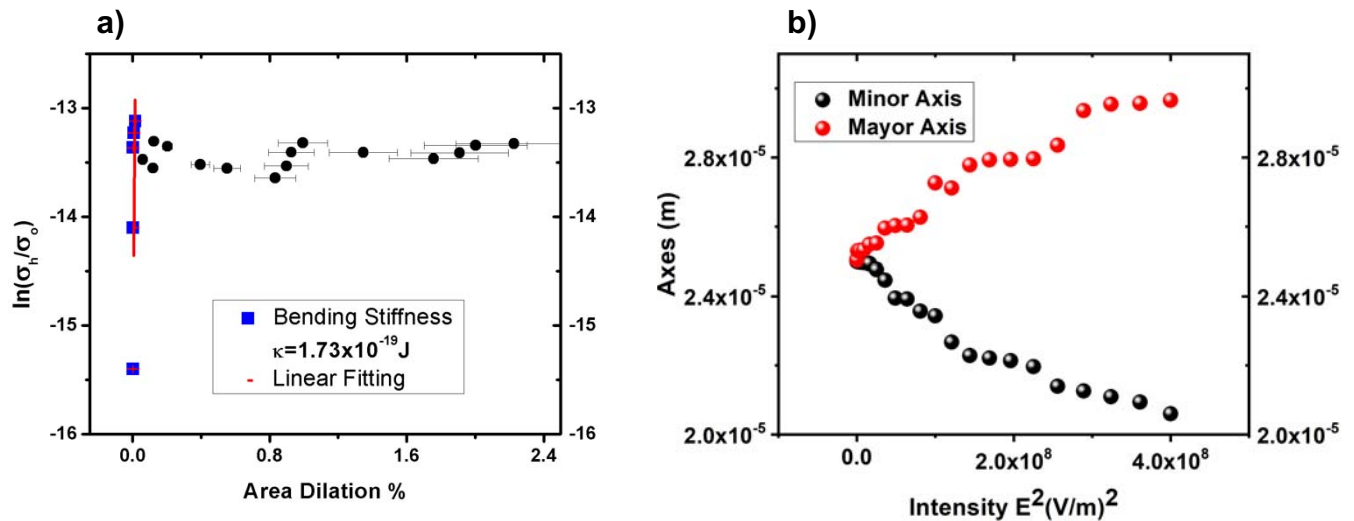 a)
-13
-14
-15
-16
-13
-14
-15
-16
ln(σh/σo)
Bending Stiffness
κ=1.73x10-19J
Linear Fitting
0.0 0.8 1.6 2.4
Area Dilation %
b)
Minor Axis
Mayor Axis
2.8x10-5
2.4x10-5
2.0x10-5
2.8x10-5
2.4x10-5
2.0x10-5
Axes (m)
0.0 2.0x108 4.0x108
Intensity E2(V/m)2